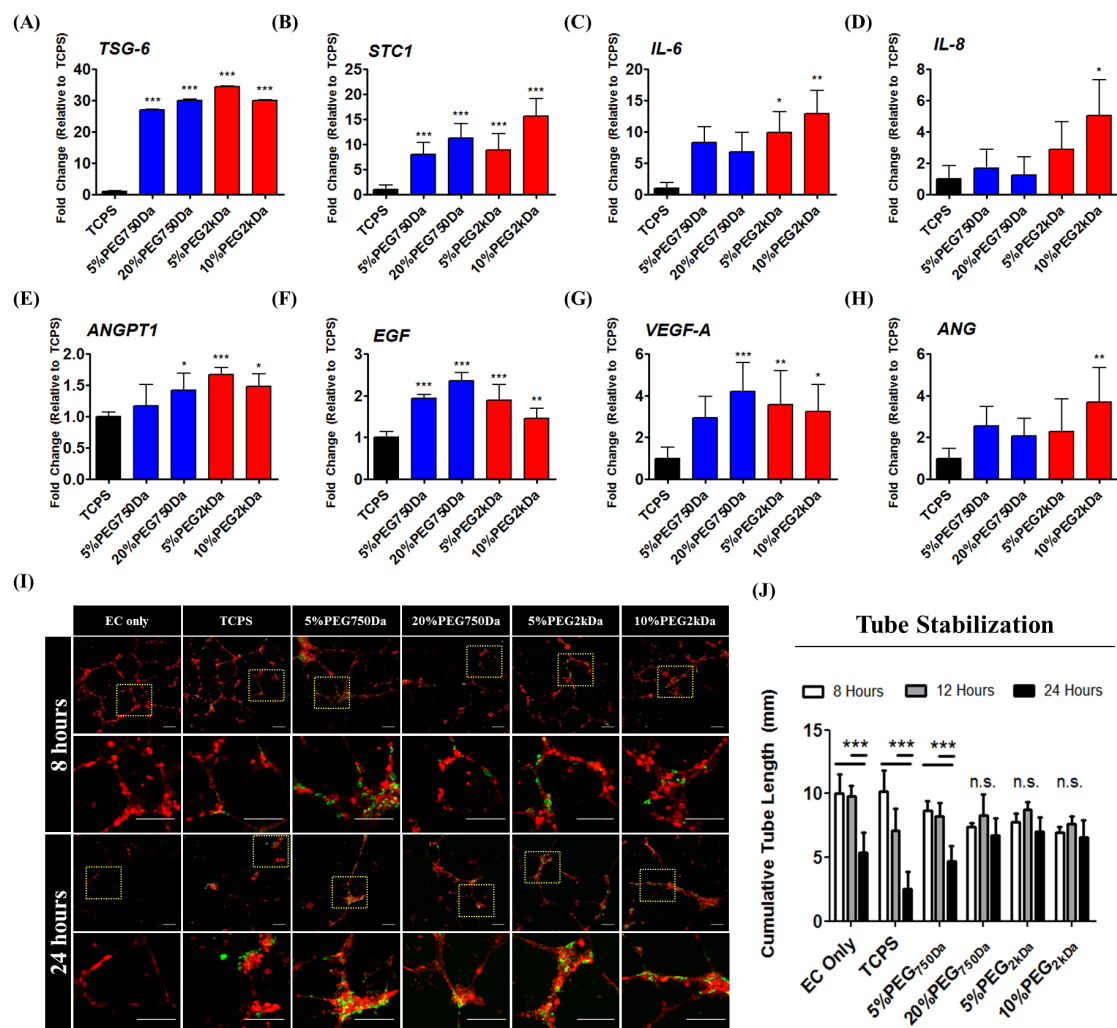 (A)
TSG-6
Fold Change (Relative to TCPS)
40
30
20
10
0
***
***
***
***
TCPS
5%PEG750Da
20%PEG750Da
5%PEG2kDa
10%PEG2kDa
(B)
STC1
Fold Change (Relative to TCPS)
25
20
15
10
5
0
***
***
***
***
TCPS
5%PEG750Da
20%PEG750Da
5%PEG2kDa
10%PEG2kDa
(C)
IL-6
Fold Change (Relative to TCPS)
20
15
10
5
0
*
**
TCPS
5%PEG750Da
20%PEG750Da
5%PEG2kDa
10%PEG2kDa
(D)
IL-8
Fold Change (Relative to TCPS)
8
6
4
2
0
*
TCPS
5%PEG750Da
20%PEG750Da
5%PEG2kDa
10%PEG2kDa
(E)
ANGPT1
Fold Change (Relative to TCPS)
2.0
1.5
1.0
0.5
0.0
*
***
*
TCPS
5%PEG750Da
20%PEG750Da
5%PEG2kDa
10%PEG2kDa
(F)
EGF
Fold Change (Relative to TCPS)
3
2
1
0
***
***
***
**
TCPS
5%PEG750Da
20%PEG750Da
5%PEG2kDa
10%PEG2kDa
(G)
VEGF-A
Fold Change (Relative to TCPS)
6
4
2
0
***
**
*
TCPS
5%PEG750Da
20%PEG750Da
5%PEG2kDa
10%PEG2kDa
(H)
ANG
Fold Change (Relative to TCPS)
6
4
2
0
**
TCPS
5%PEG750Da
20%PEG750Da
5%PEG2kDa
10%PEG2kDa
(I)
EC only
TCPS
5%PEG750Da
20%PEG750Da
5%PEG2kDa
10%PEG2kDa
8 hours
24 hours
(J)
Tube Stabilization
8 Hours
12 Hours
24 Hours
Cumulative Tube Length (mm)
15
10
5
0
***
***
***
n.s.
n.s.
n.s.
EC Only
TCPS
5%PEG750Da
20%PEG750Da
5%PEG2kDa
10%PEG2kDa